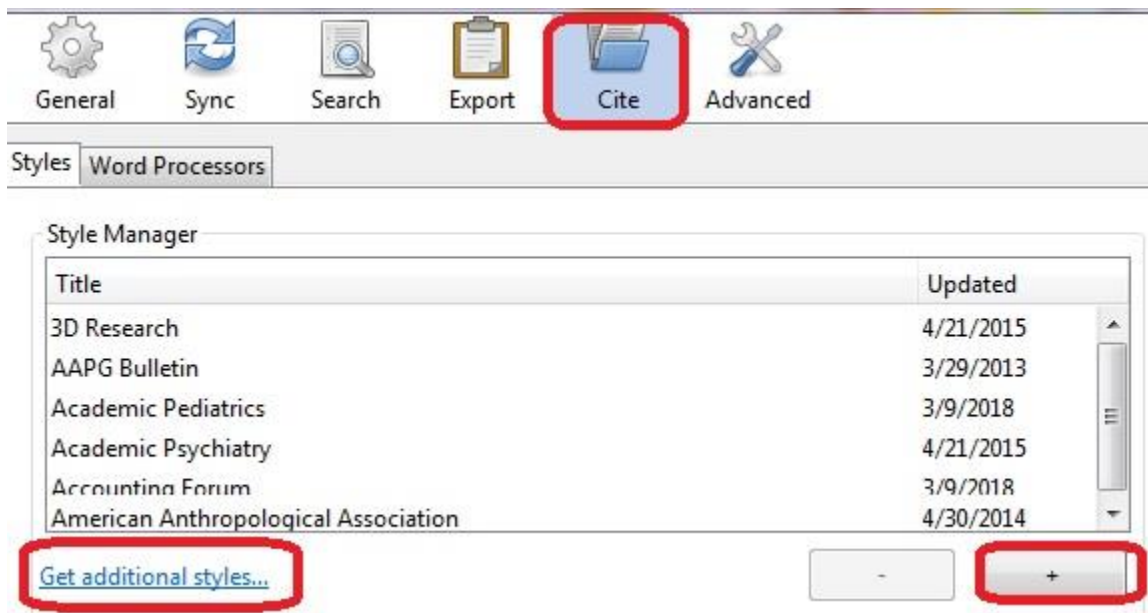 General Sync Search Export Cite Advanced
Styles Word Processors
Style Manager
Title Updated
3D Research 4/21/2015
AAPG Bulletin 3/29/2013
Academic Pediatrics 3/9/2018
Academic Psychiatry 4/21/2015
Accounting Forum 3/9/2018
American Anthropological Association 4/30/2014
Get additional styles... - +